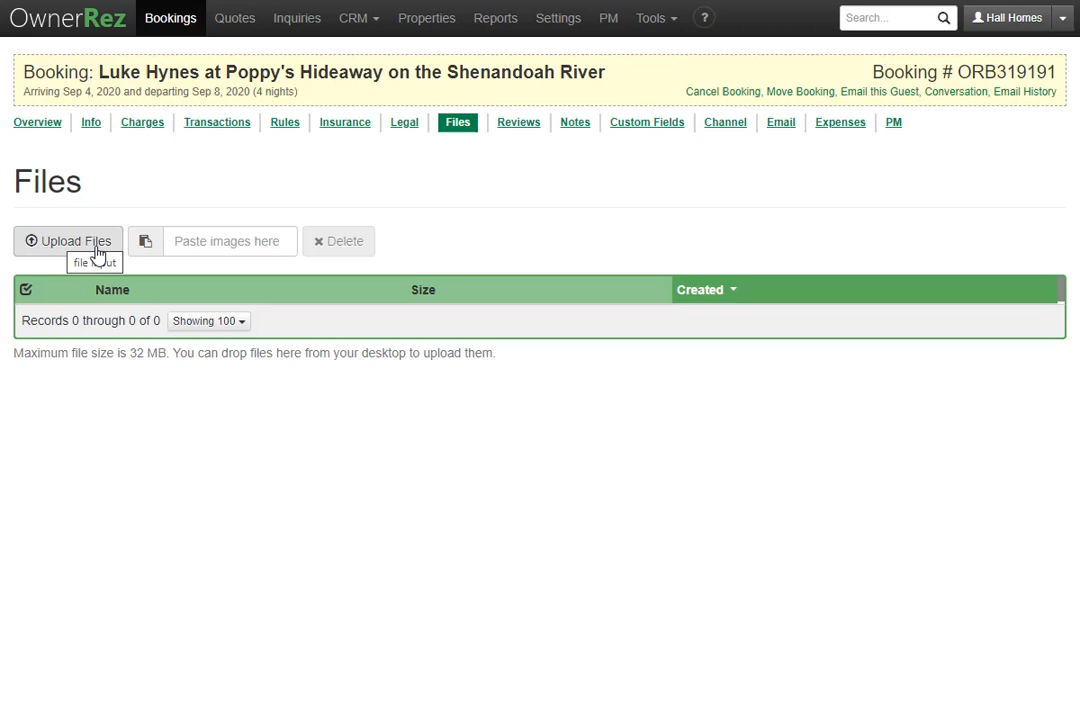 OwnerRez Bookings Quotes Inquiries CRM Properties Reports Settings PM Tools ? Search... Hall Homes
Booking: Luke Hynes at Poppy's Hideaway on the Shenandoah River Booking # ORB319191
Arriving Sep 4, 2020 and departing Sep 8, 2020 (4 nights) Cancel Booking, Move Booking, Email this Guest, Conversation, Email History
Overview Info Charges Transactions Rules Insurance Legal Files Reviews Notes Custom Fields Channel Email Expenses PM
Files
Upload Files Paste images here Delete
file
Name Size Created
Records 0 through 0 of 0 Showing 100
Maximum file size is 32 MB. You can drop files here from your desktop to upload them.